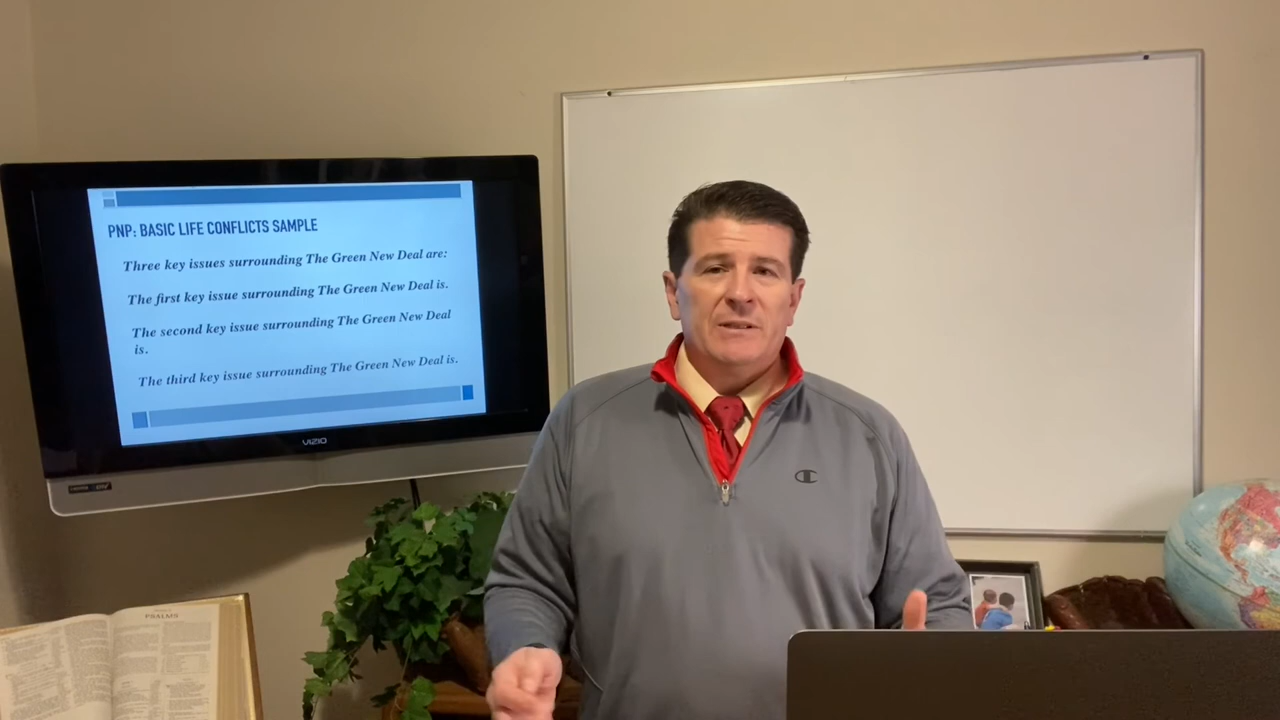 PNP: BASIC LIFE CONFLICTS SAMPLE
Three key issues surrounding The Green New Deal are:
The first key issue surrounding The Green New Deal is.
The second key issue surrounding The Green New Deal
is.
The third key issue surrounding The Green New Deal is.
VIZIO
PSALMS